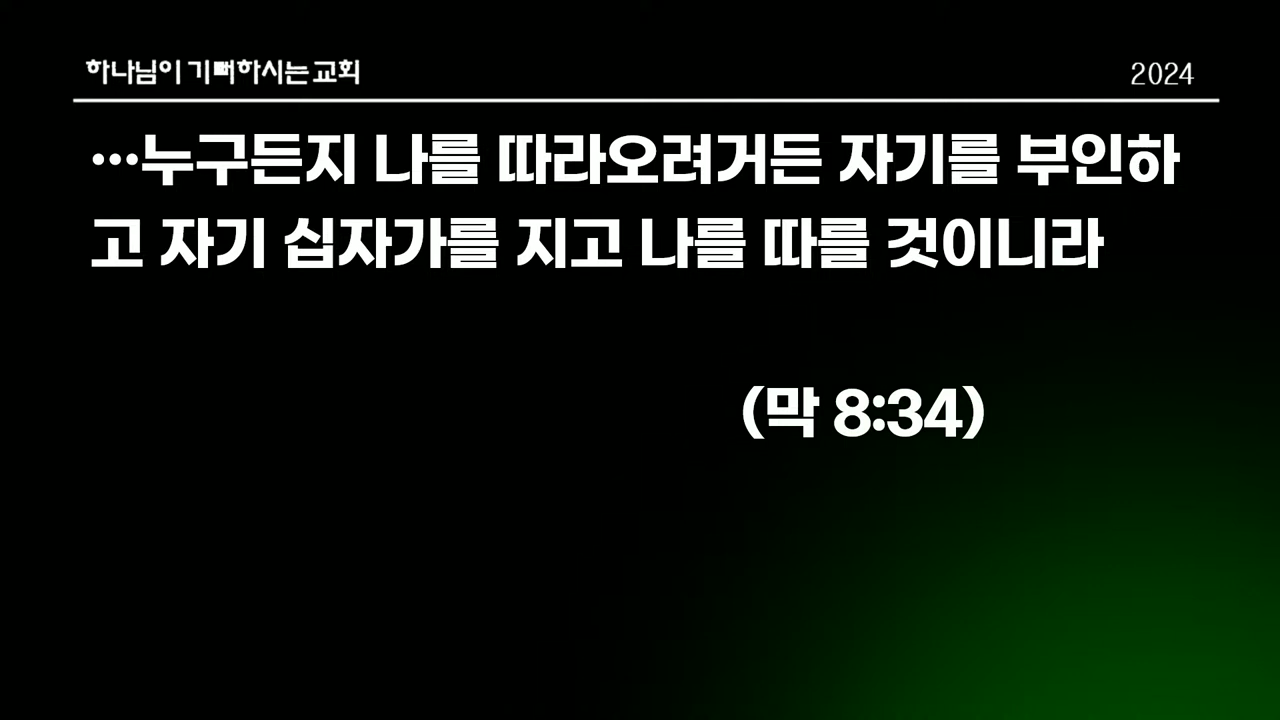 하나님이 기뻐하시는 교회
2024
…누구든지 나를 따라오려거든 자기를 부인하
고 자기 십자가를 지고 나를 따를 것이니라
(막 8:34)